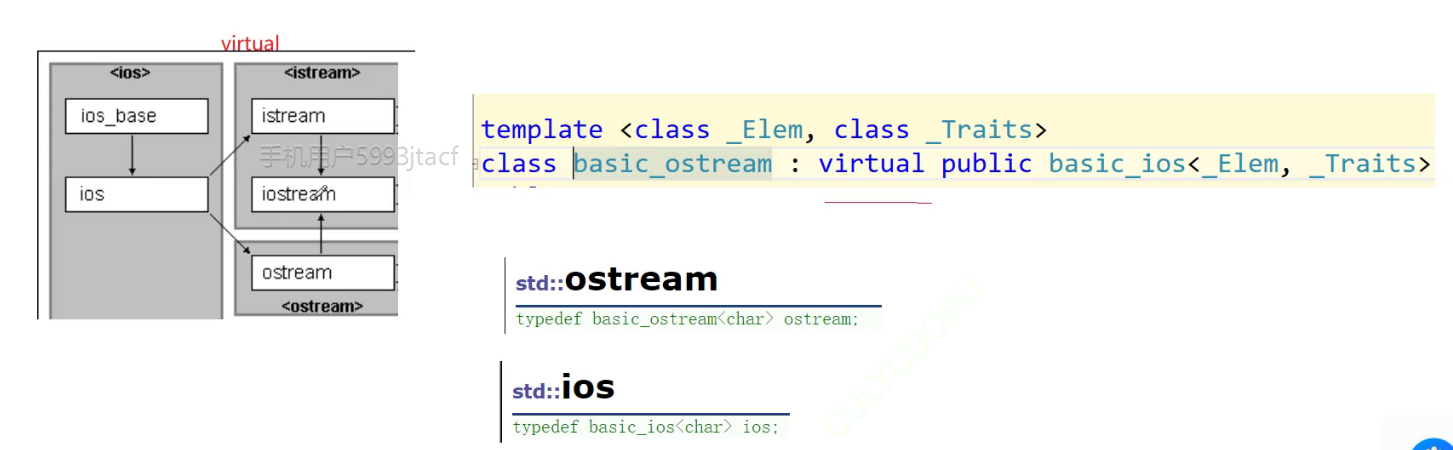 virtual
<ios>
ios_base
ios
<istream>
istream
iostream
ostream
<ostream>
手机用户5993jtacf
template <class _Elem, class _Traits>
class basic_ostream : virtual public basic_ios<_Elem, _Traits>
std::ostream
typedef basic_ostream<char> ostream;
std::ios
typedef basic_ios<char> ios;
CULYCDORU